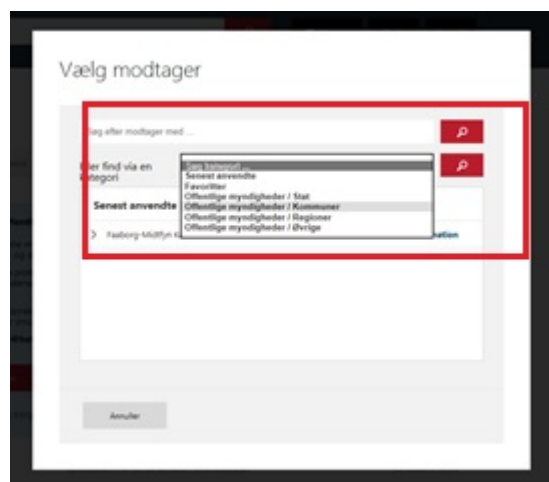 Vælg modtager
Søg efter modtager med ...
Eller find via en
kategori
Søg kategori ...
Senest anvendte
Favoritter
Offentlige myndigheder / Stat
Offentlige myndigheder / Kommuner
Offentlige myndigheder / Regioner
Offentlige myndigheder / Øvrige
Senest anvendte
Faaborg-Midtfyn K
mation
Annuller